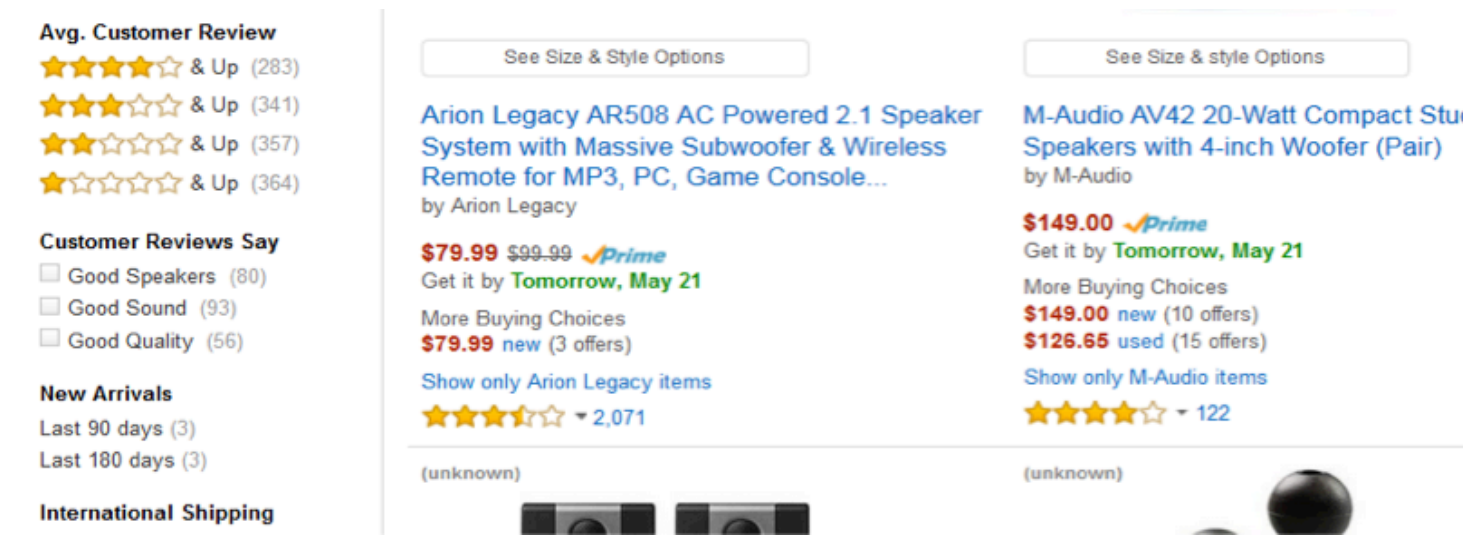 Avg. Customer Review
& Up (283)
& Up (341)
& Up (357)
& Up (364)
Customer Reviews Say
Good Speakers (80)
Good Sound (93)
Good Quality (56)
New Arrivals
Last 90 days (3)
Last 180 days (3)
International Shipping
See Size & Style Options
Arion Legacy AR508 AC Powered 2.1 Speaker
System with Massive Subwoofer & Wireless
Remote for MP3, PC, Game Console...
by Arion Legacy
$79.99 $99.99 Prime
Get it by Tomorrow, May 21
More Buying Choices
$79.99 new (3 offers)
Show only Arion Legacy items
2,071
(unknown)
See Size & style Options
M-Audio AV42 20-Watt Compact Stu
Speakers with 4-inch Woofer (Pair)
by M-Audio
$149.00 Prime
Get it by Tomorrow, May 21
More Buying Choices
$149.00 new (10 offers)
$126.65 used (15 offers)
Show only M-Audio items
122
(unknown)